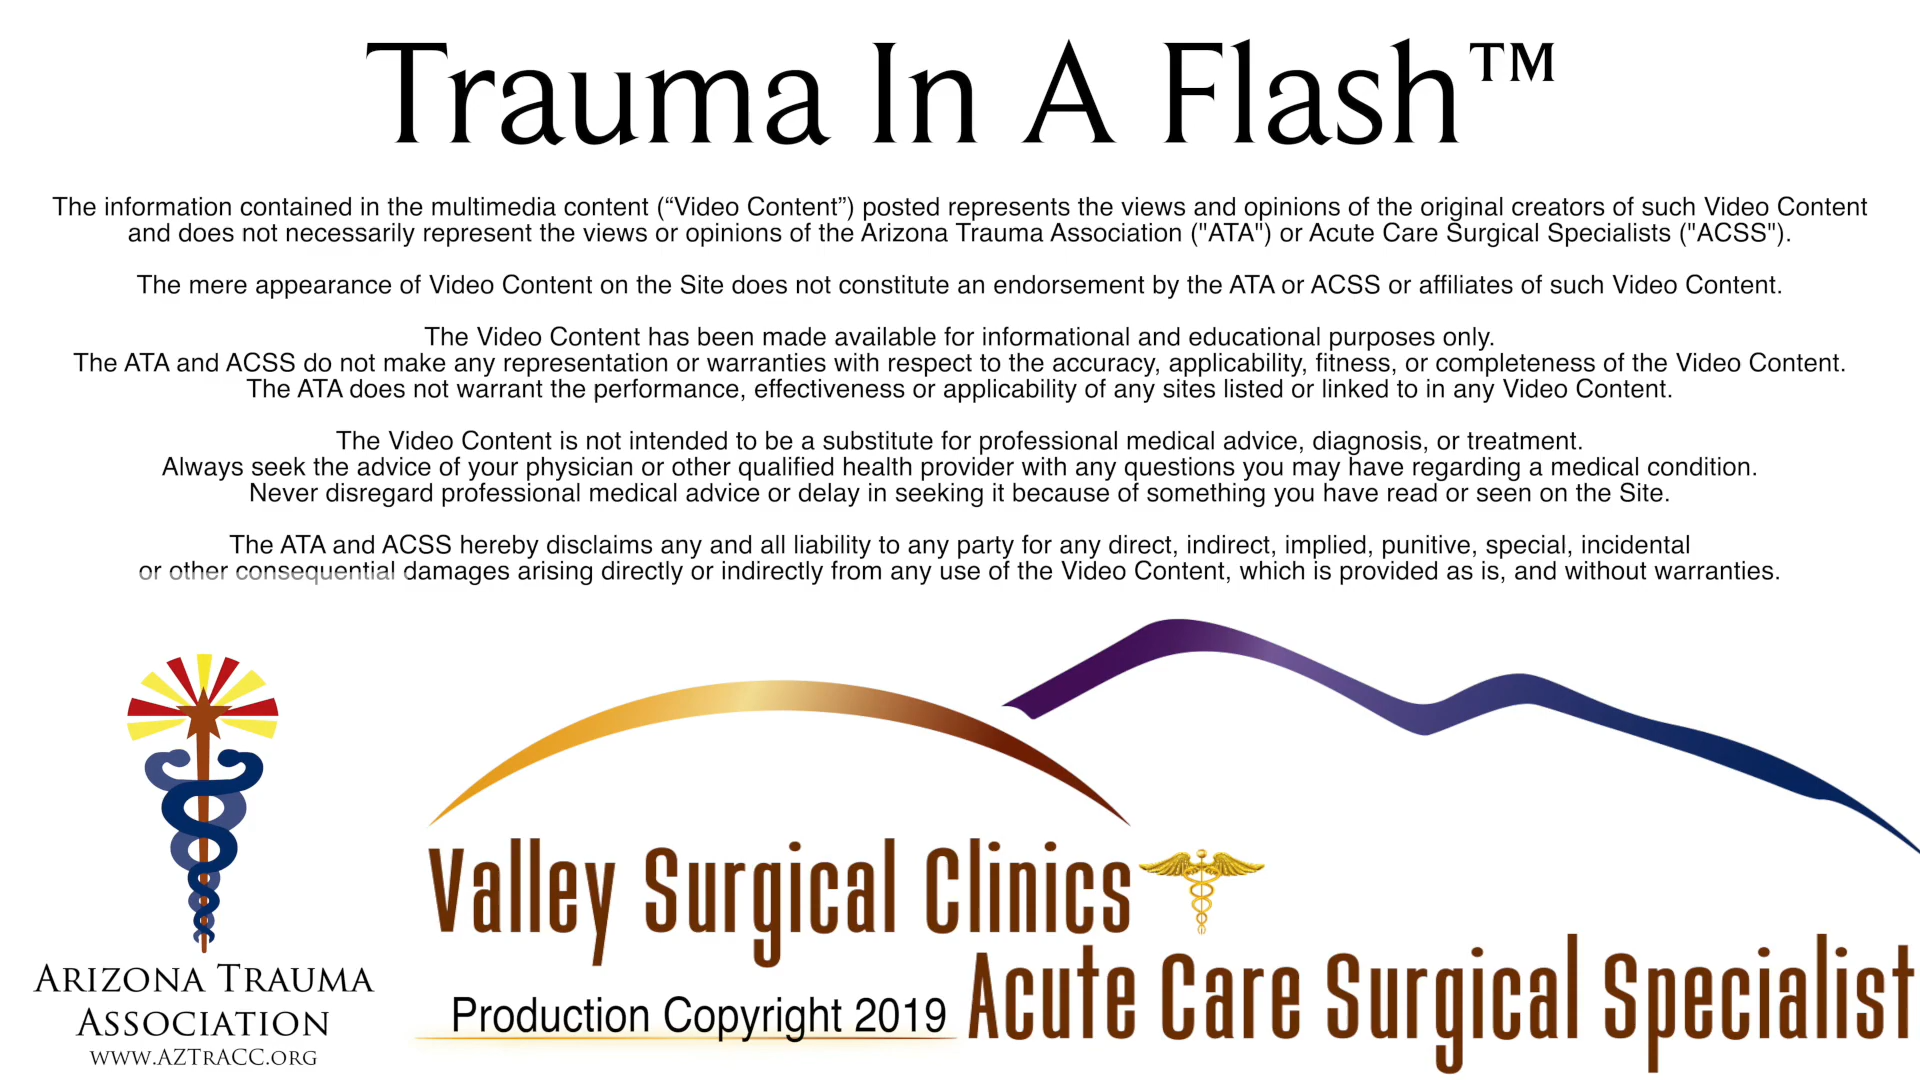 Trauma In A Flash™
The information contained in the multimedia content (“Video Content”) posted represents the views and opinions of the original creators of such Video Content
and does not necessarily represent the views or opinions of the Arizona Trauma Association ("ATA") or Acute Care Surgical Specialists ("ACSS").
The mere appearance of Video Content on the Site does not constitute an endorsement by the ATA or ACSS or affiliates of such Video Content.
The Video Content has been made available for informational and educational purposes only.
The ATA and ACSS do not make any representation or warranties with respect to the accuracy, applicability, fitness, or completeness of the Video Content.
The ATA does not warrant the performance, effectiveness or applicability of any sites listed or linked to in any Video Content.
The Video Content is not intended to be a substitute for professional medical advice, diagnosis, or treatment.
Always seek the advice of your physician or other qualified health provider with any questions you may have regarding a medical condition.
Never disregard professional medical advice or delay in seeking it because of something you have read or seen on the Site.
The ATA and ACSS hereby disclaims any and all liability to any party for any direct, indirect, implied, punitive, special, incidental
or other consequential damages arising directly or indirectly from any use of the Video Content, which is provided as is, and without warranties.
Valley Surgical Clinics
Acute Care Surgical Specialist
Production Copyright 2019
Arizona Trauma
Association
www.AZTrACC.org